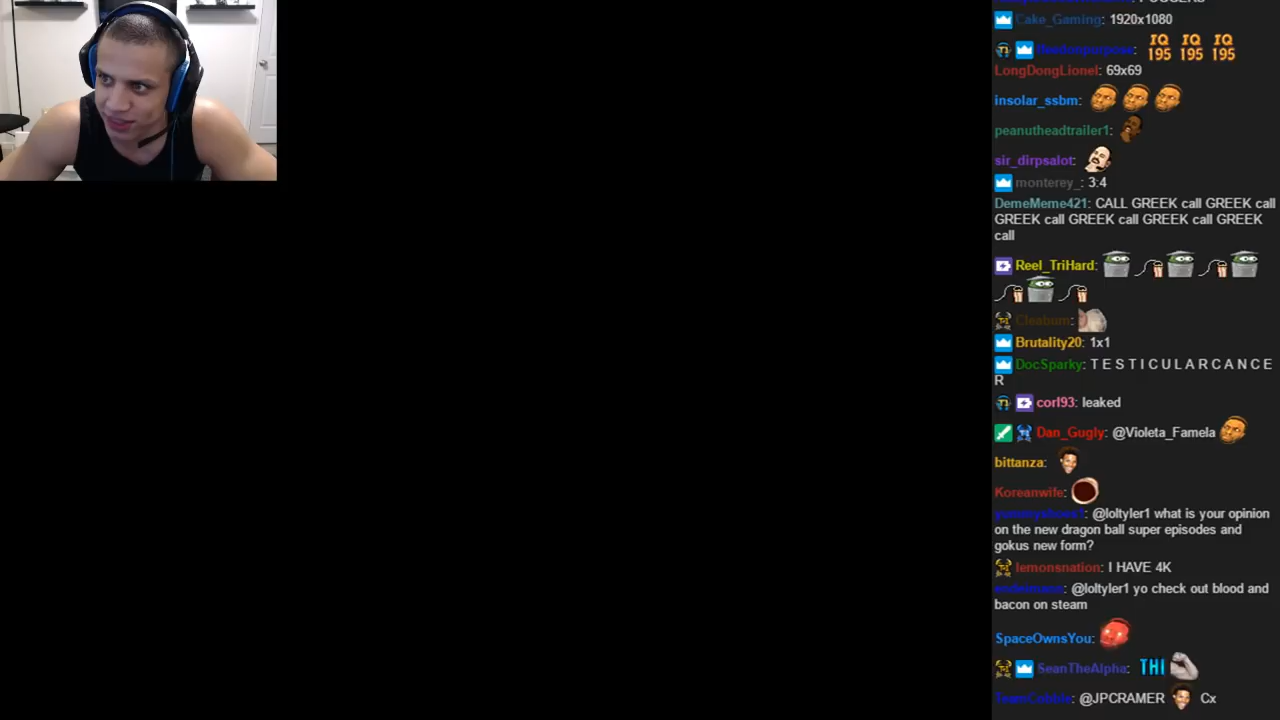 Cake_Gaming: 1920x1080
IQ 195 IQ 195 IQ 195
LongDongLionel: 69x69
insolar_ssbm:
peanutheadtrailer1:
sir_dirpsalot:
monterey_: 3:4
DemeMeme421: CALL GREEK call GREEK call
GREEK call GREEK call GREEK call GREEK
call
Reel_TriHard:
Cleabum:
Brutality20: 1x1
DocSparky: T E S T I C U L A R C A N C E
R
corl93: leaked
Dan_Gugly: @Violeta_Famela
bittanza:
Koreanwife:
@loltyler1 what is your opinion
on the new dragon ball super episodes and
gokus new form?
lemonsnation: I HAVE 4K
@loltyler1 yo check out blood and
bacon on steam
SpaceOwnsYou:
SeanTheAlpha: THI
TeamCobble: @JPCRAMER Cx